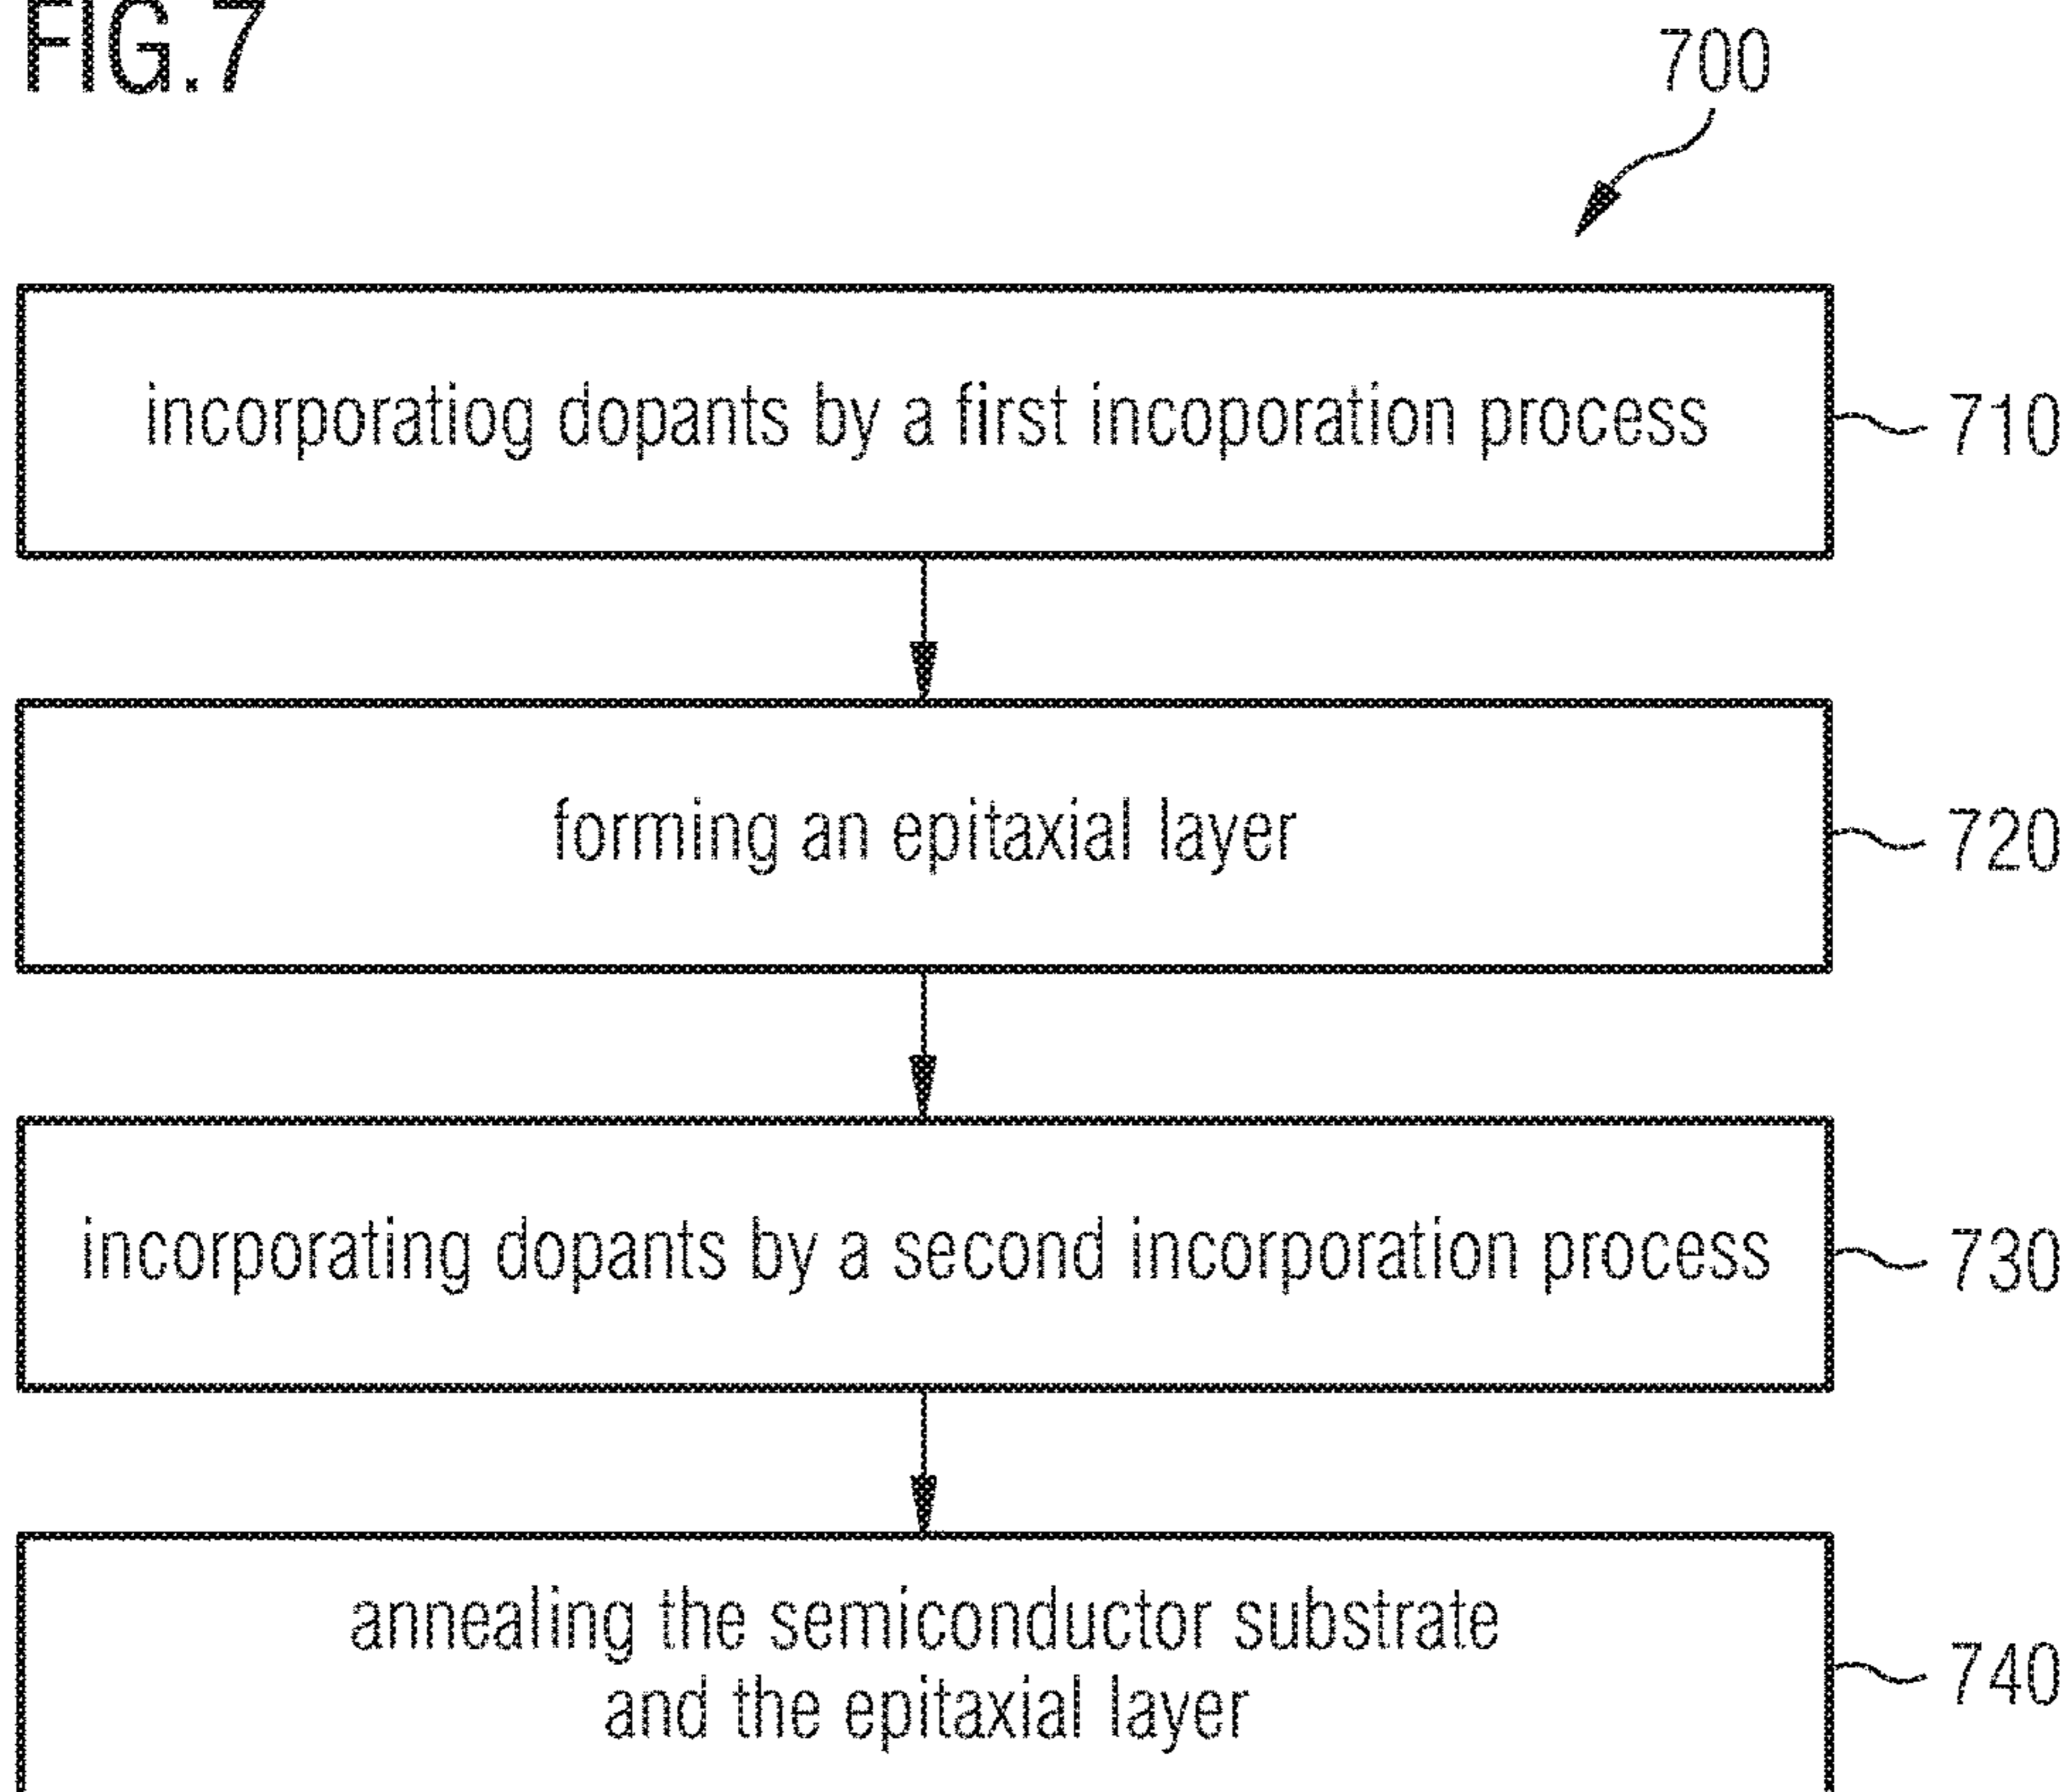 FIG.7
700
incorporatiog dopants by a first incoporation process
710
forming an epitaxial layer
720
incorporating dopants by a second incorporation process
730
annealing the semiconductor substrate
and the epitaxial layer
740